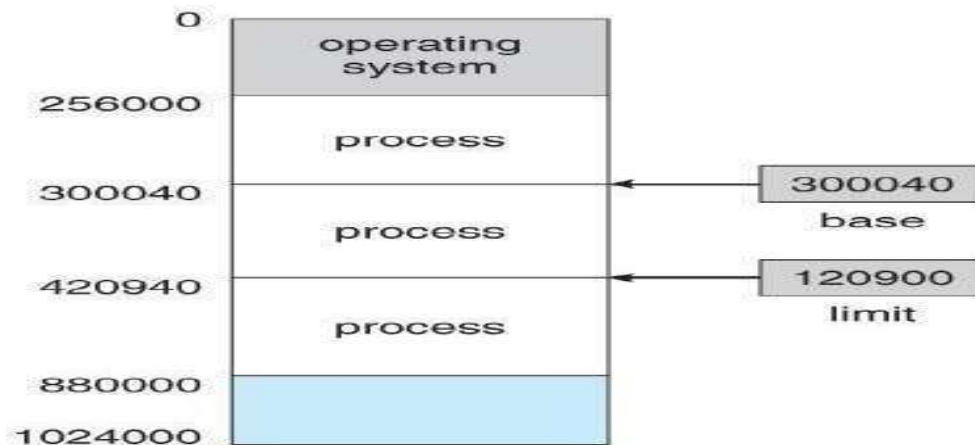 0
operating
system
256000
process
300040
300040
base
process
420940
120900
limit
process
880000
1024000